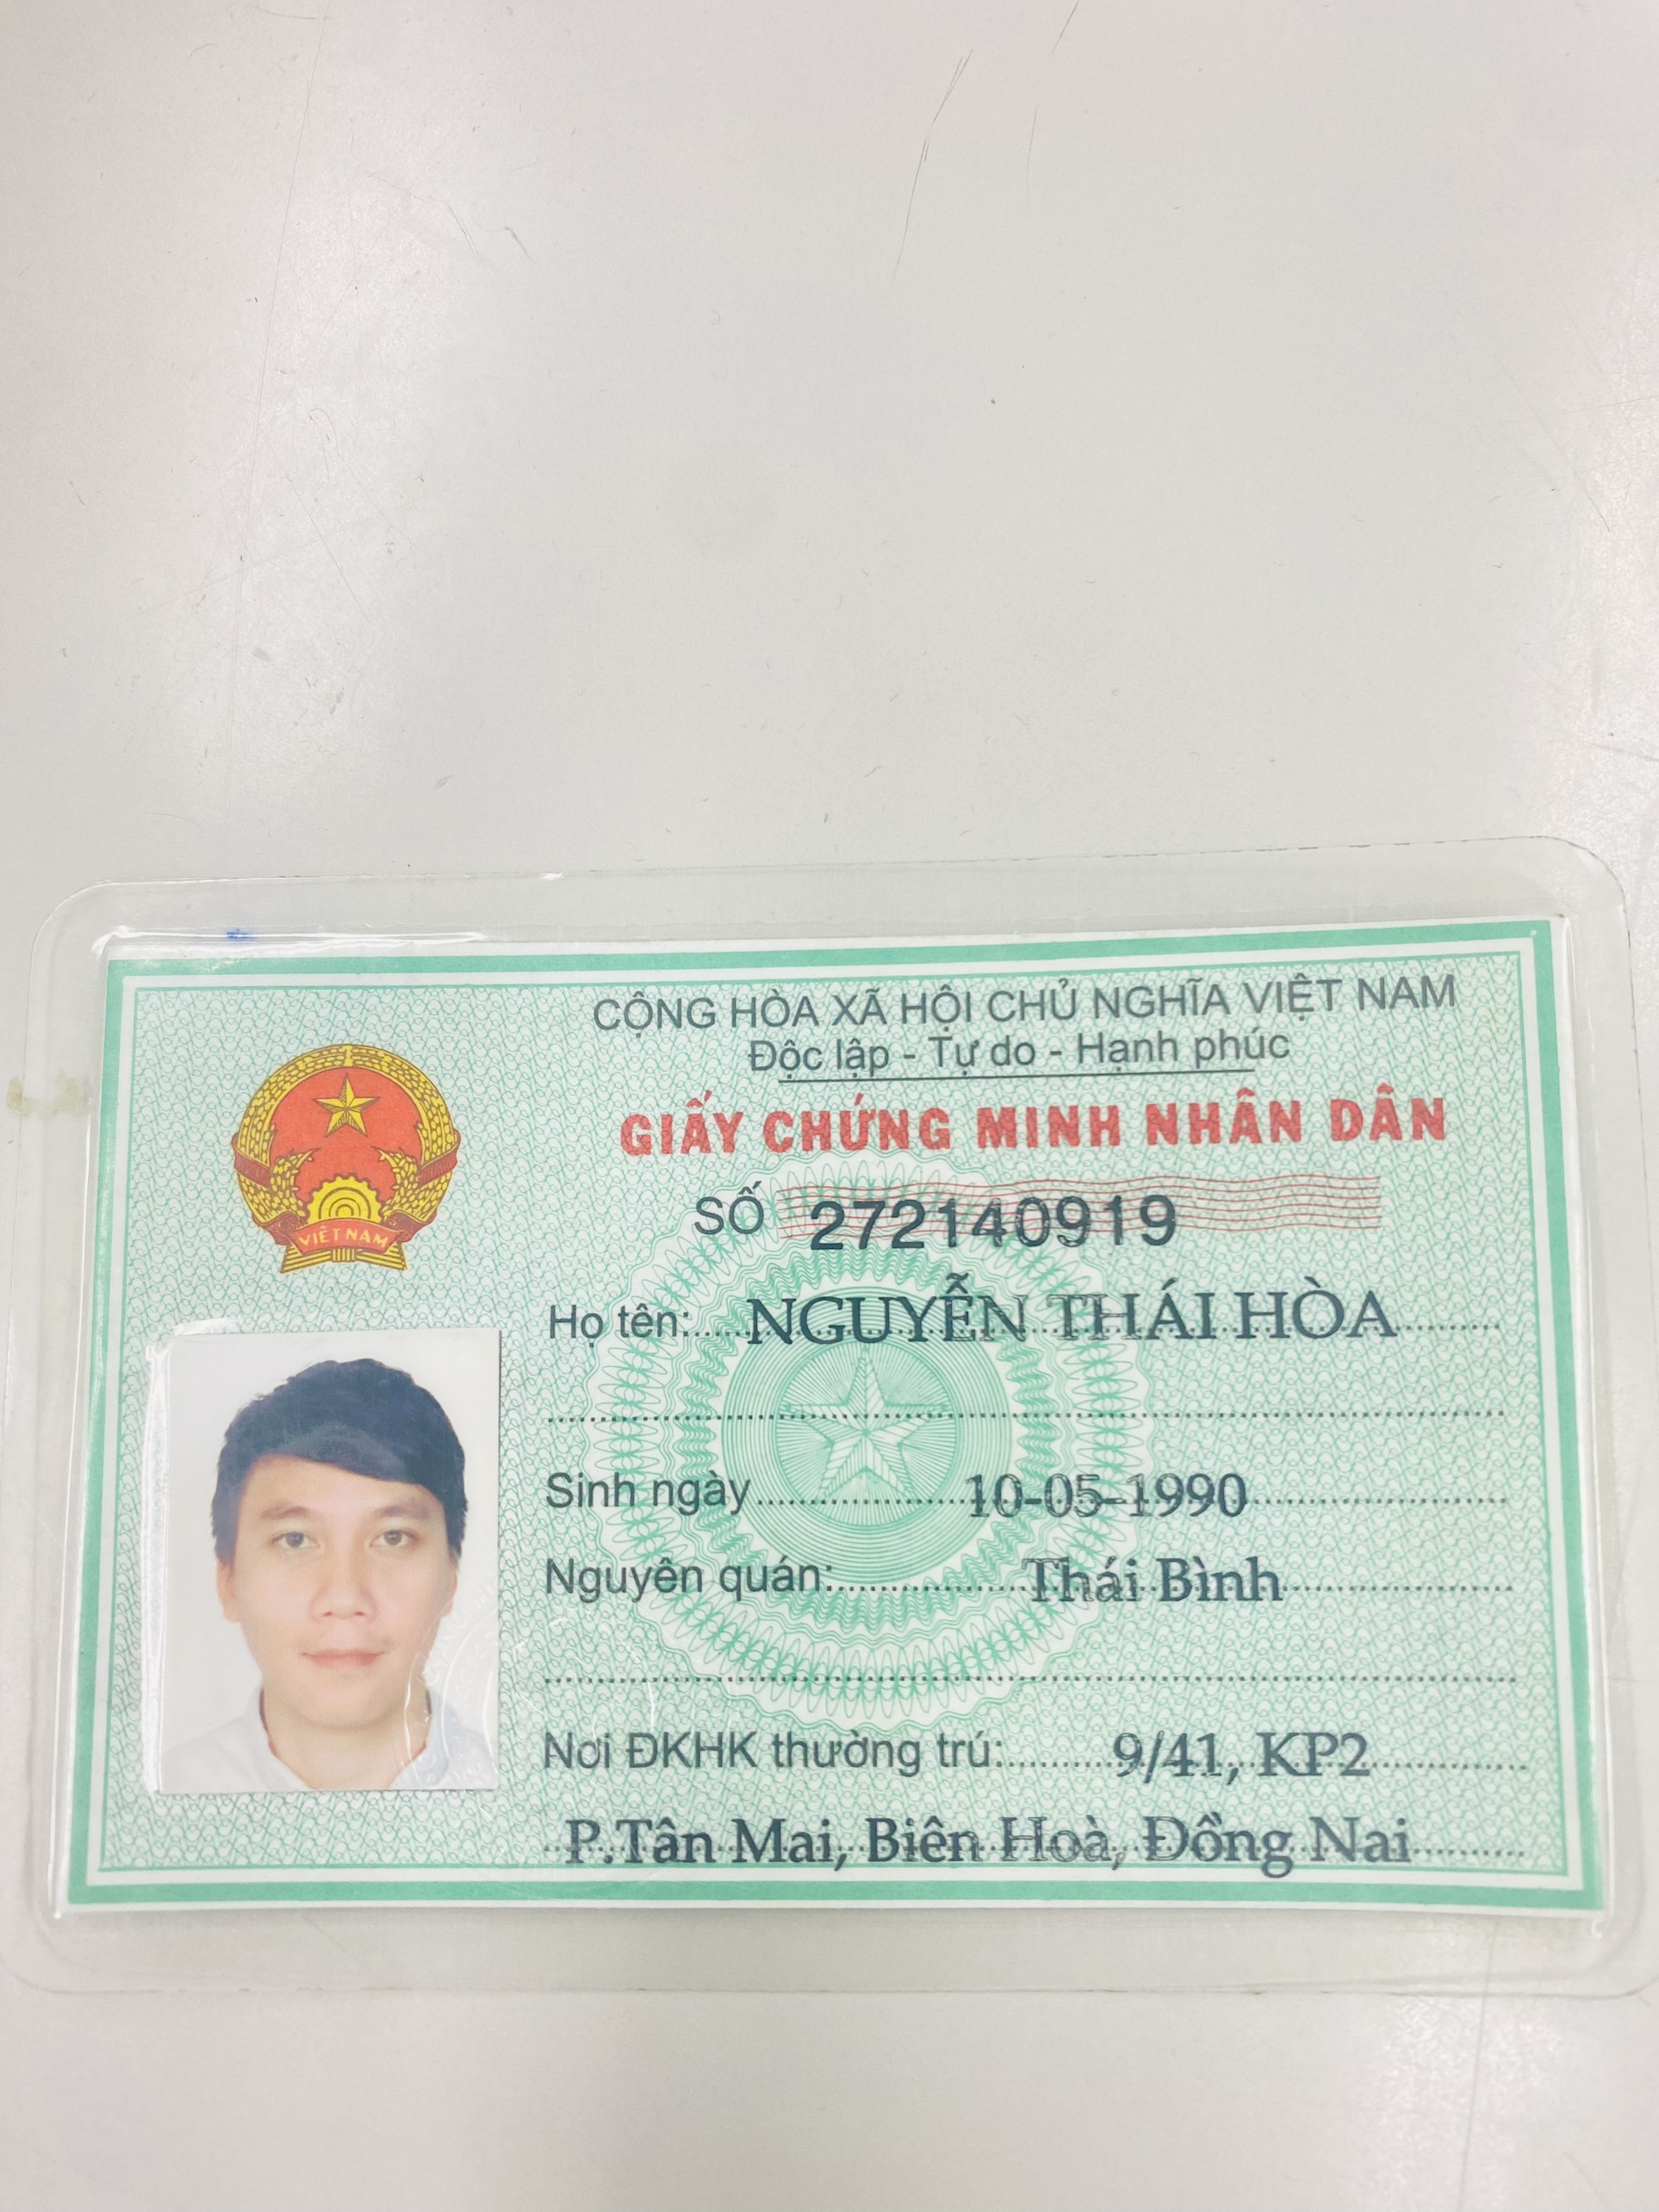 CỘNG HÒA XÃ HỘI CHỦ NGHĨA VIỆT NAM
Độc lập - Tự do - Hạnh phúc
GIẤY CHỨNG MINH NHÂN DÂN
VIỆT NAM
SỐ 272140919
Họ tên: NGUYỄN THÁI HÒA
Sinh ngày 10-05-1990
Nguyên quán: Thái Bình
Nơi ĐKHK thường trú: 9/41, KP2
P.Tân Mai, Biên Hoà, Đồng Nai